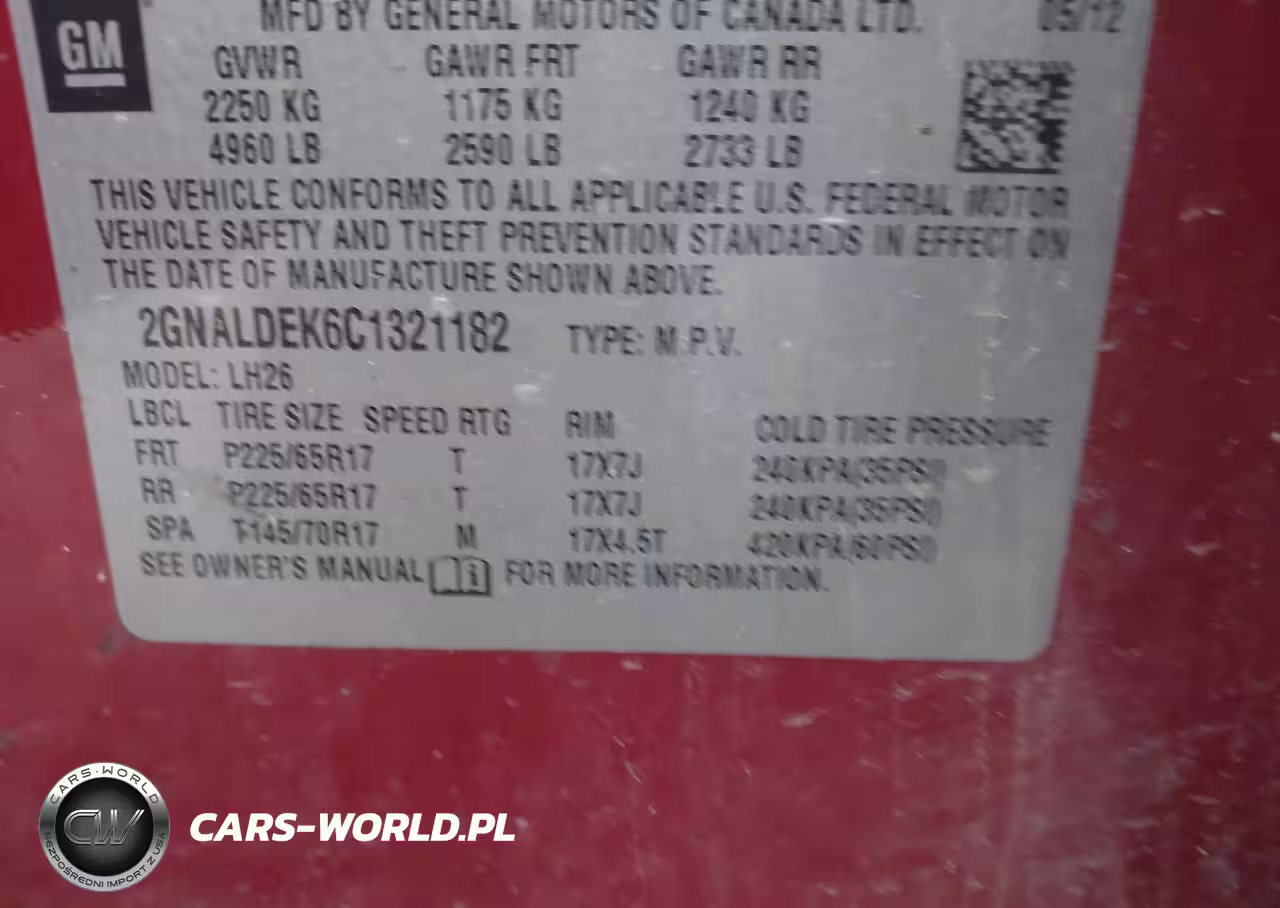 GM
MFD BY GENERAL MOTORS OF CANADA LTD. 05/12
GVWR GAWR FRT GAWR RR
2250 KG 1175 KG 1240 KG
4960 LB 2590 LB 2733 LB
THIS VEHICLE CONFORMS TO ALL APPLICABLE U.S. FEDERAL MOTOR
VEHICLE SAFETY AND THEFT PREVENTION STANDARDS IN EFFECT ON
THE DATE OF MANUFACTURE SHOWN ABOVE.
2GNALDEK6C1321182 TYPE: M.P.V.
MODEL: LH26
LBCL TIRE SIZE SPEED RTG RIM COLD TIRE PRESSURE
FRT P225/65R17 T 17X7J 240KPA(35PSI)
RR P225/65R17 T 17X7J 240KPA(35PSI)
SPA T145/70R17 M 17X4.5T 420KPA(60PSI)
SEE OWNER'S MANUAL FOR MORE INFORMATION.
CARS-WORLD
CW
BEZPOŚREDNI IMPORT Z USA
CARS-WORLD.PL